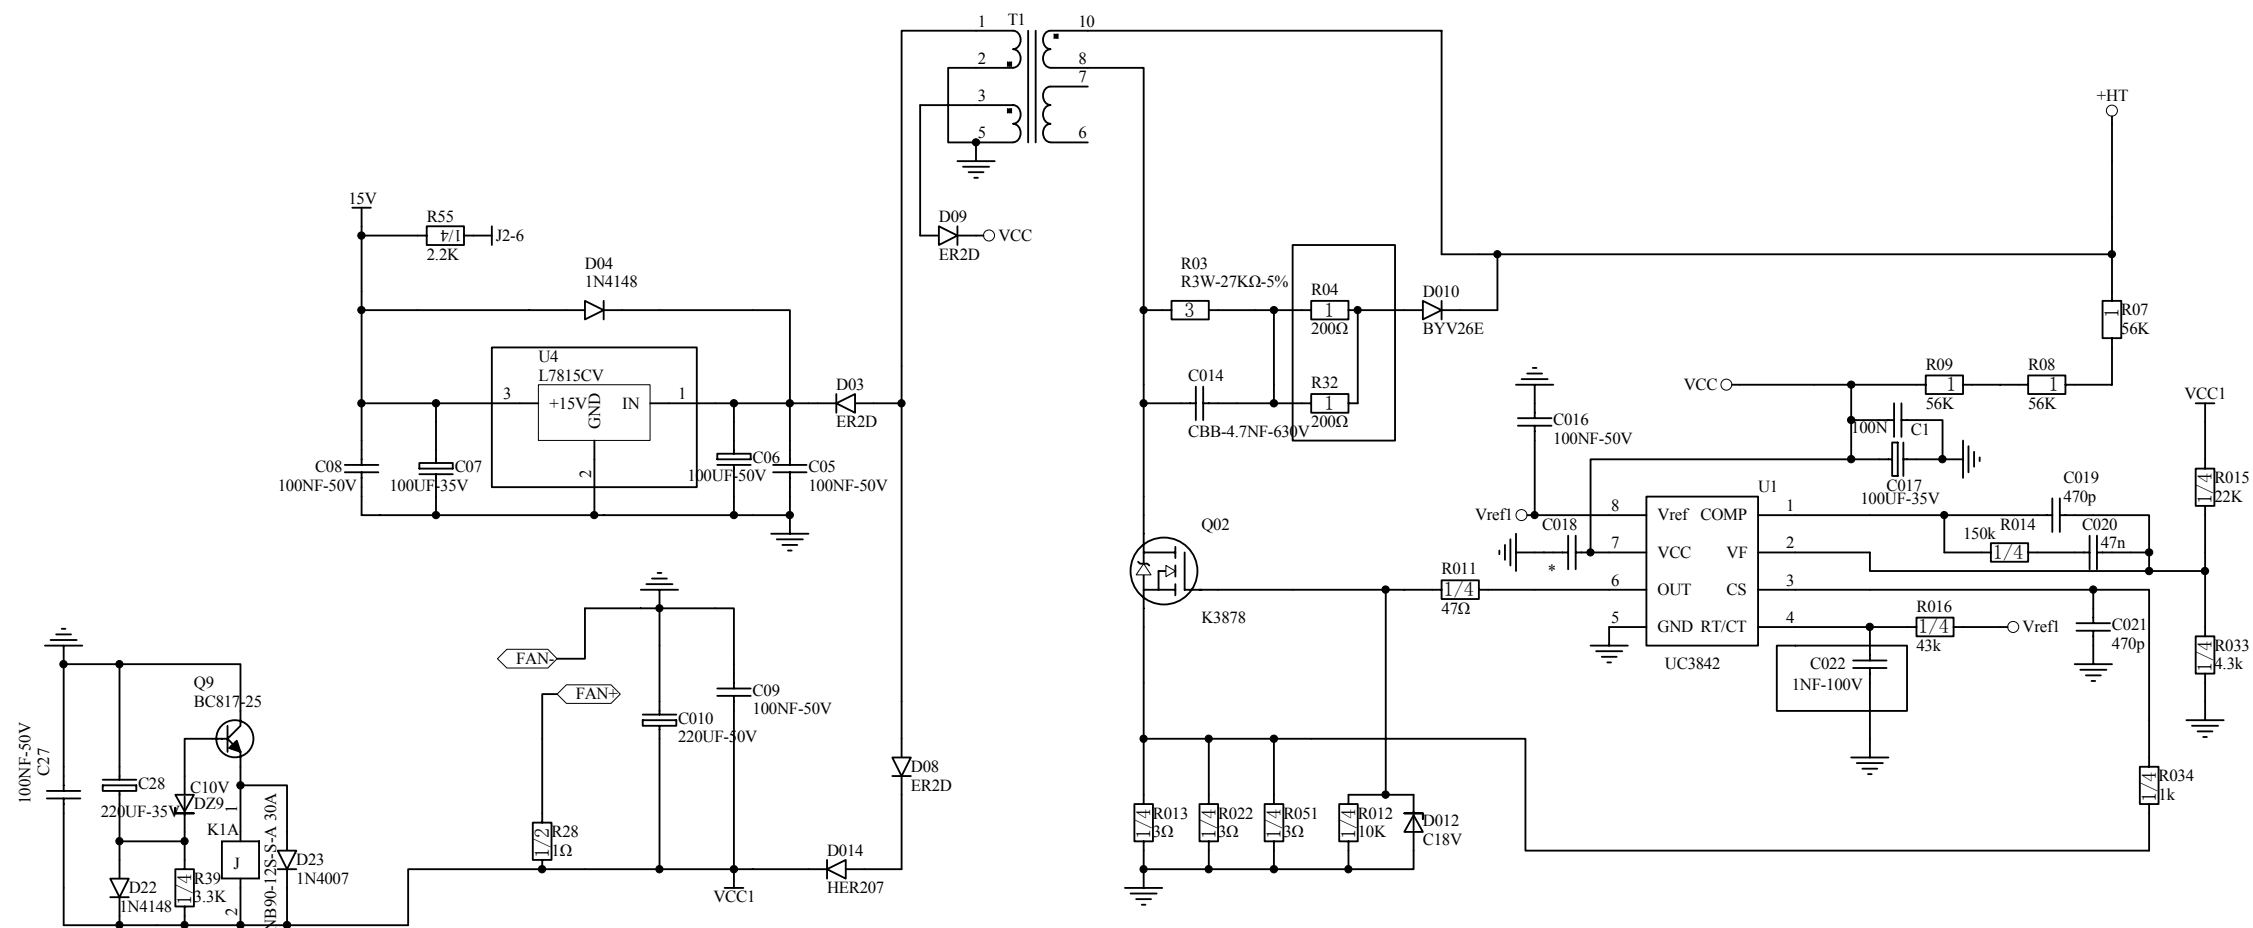 1
T1
10
2
8
7
3
5
6
+HT
15V
R55
1/4
2.2K
J2-6
D09
VCC
ER2D
D04
1N4148
R03
R3W-27KΩ-5%
3
R04
1
200Ω
D010
BYV26E
R07
1
56K
U4
L7815CV
3
+15V
GND
IN
1
2
D03
ER2D
C014
CBB-4.7NF-630V
R32
1
200Ω
VCC
R09
1
56K
R08
1
56K
VCC1
C016
100NF-50V
100N
C1
C017
100UF-35V
C08
100NF-50V
C07
100UF-35V
C06
100UF-50V
C05
100NF-50V
R015
1/4
22K
U1
C019
470p
Vref1
C018
*
8
Vref
COMP
1
150k
R014
1/4
C020
47n
7
VCC
VF
2
6
OUT
CS
3
5
GND
RT/CT
4
UC3842
Q02
K3878
R011
1/4
47Ω
R016
1/4
43k
Vref1
C021
470p
R033
1/4
4.3k
C022
1NF-100V
FAN-
FAN+
C09
100NF-50V
C010
220UF-50V
Q9
BC817-25
100NF-50V
C27
C28
220UF-35V
C10V
DZ9
1
K1A
J
2
NB90-12S-S-A 30A
D22
1N4148
R39
1/4
3.3K
D23
1N4007
R28
1/2
1Ω
VCC1
D08
ER2D
D014
HER207
R013
1/4
3Ω
R022
1/4
3Ω
R051
1/4
3Ω
R012
1/4
10K
D012
C18V
R034
1/4
1k